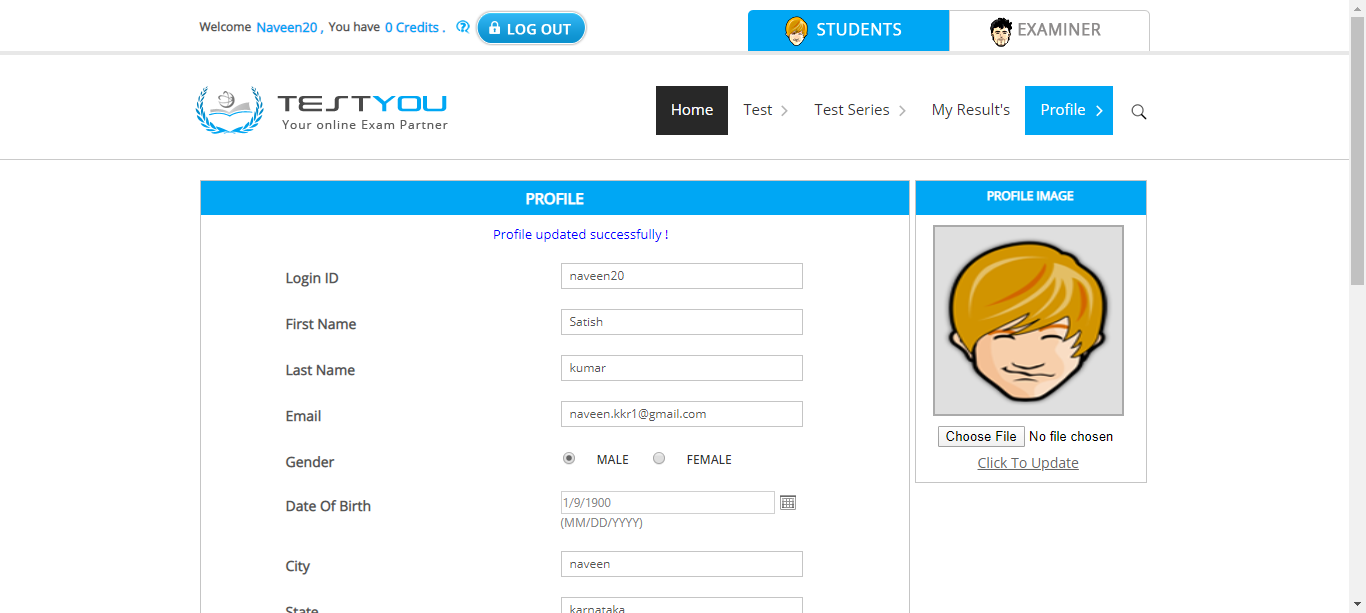 Welcome Naveen20 , You have 0 Credits . LOG OUT STUDENTS EXAMINER
TESTYOU
Your online Exam Partner
Home Test Test Series My Result's Profile
PROFILE
Profile updated successfully !
Login ID naveen20
First Name Satish
Last Name kumar
Email naveen.kkr1@gmail.com
Gender MALE FEMALE
Date Of Birth 1/9/1900
(MM/DD/YYYY)
City naveen
State karnataka
PROFILE IMAGE
Choose File No file chosen
Click To Update